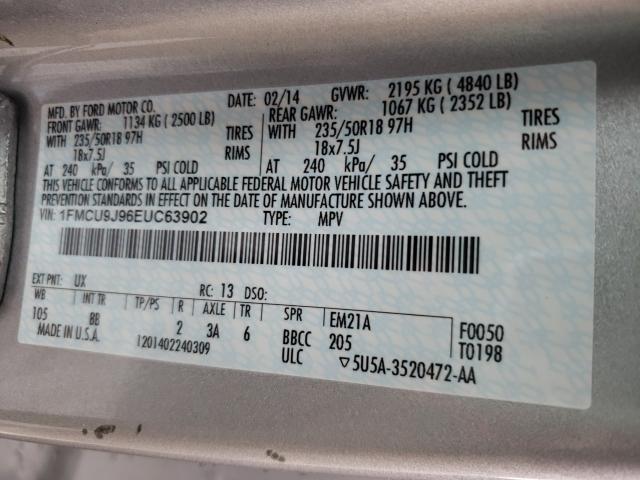 MFD. BY FORD MOTOR CO.
DATE: 02/14 GVWR: 2195 KG ( 4840 LB)
FRONT GAWR: 1134 KG ( 2500 LB)
REAR GAWR: 1067 KG ( 2352 LB)
WITH 235/50R18 97H TIRES
WITH 235/50R18 97H TIRES
18x7.5J RIMS
18x7.5J RIMS
AT 240 kPa/ 35 PSI COLD
AT 240 kPa/ 35 PSI COLD
THIS VEHICLE CONFORMS TO ALL APPLICABLE FEDERAL MOTOR VEHICLE SAFETY AND THEFT
PREVENTION STANDARDS IN EFFECT ON THE DATE OF MANUFACTURE SHOWN ABOVE.
VIN: 1FMCU9J96EUC63902 TYPE: MPV
EXT PNT: UX RC: 13 DSO:
WB INT TR TP/PS R AXLE TR SPR
105 BB 2 3A 6 BBCC
EM21A
205
F0050
T0198
MADE IN U.S.A. 1201402240309 ULC ▽5U5A-3520472-AA